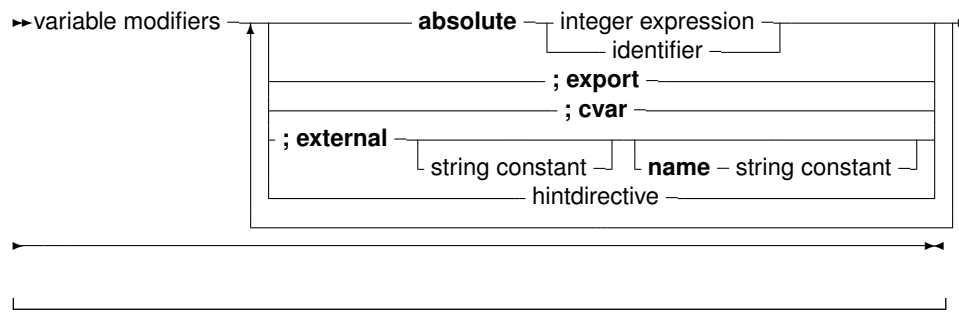 variable modifiers absolute integer expression
identifier
; export
; cvar
; external
string constant name string constant
hintdirective